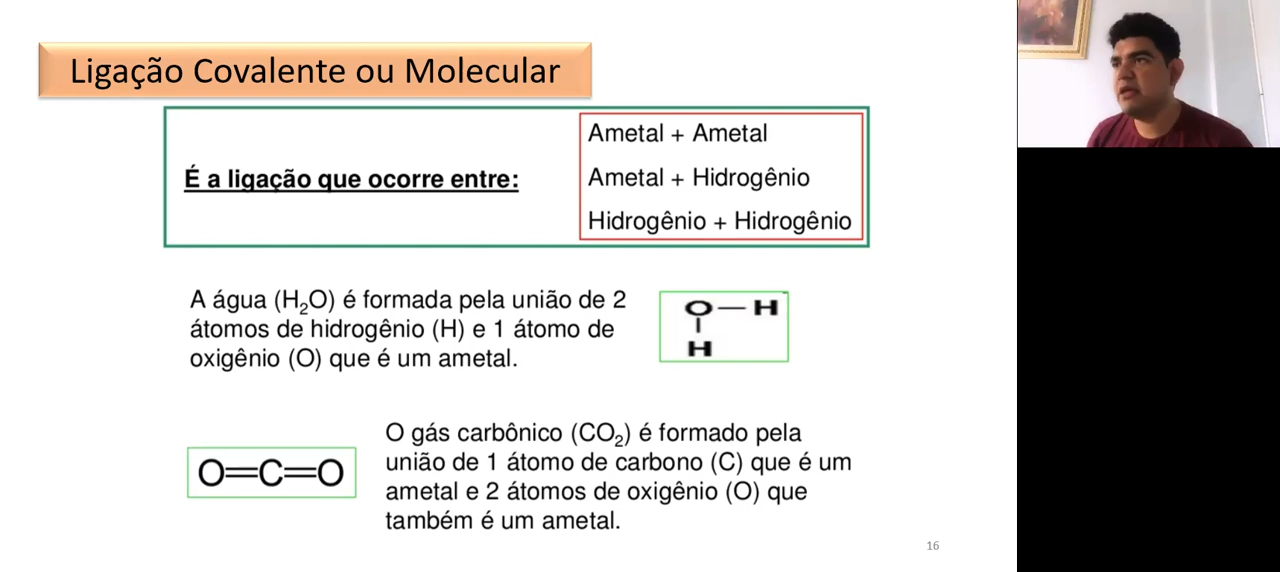 Ligação Covalente ou Molecular
É a ligação que ocorre entre:
Ametal + Ametal
Ametal + Hidrogênio
Hidrogênio + Hidrogênio
A água (H₂O) é formada pela união de 2
átomos de hidrogênio (H) e 1 átomo de
oxigênio (O) que é um ametal.
O — H
|
H
O=C=O
O gás carbônico (CO₂) é formado pela
união de 1 átomo de carbono (C) que é um
ametal e 2 átomos de oxigênio (O) que
também é um ametal.
16